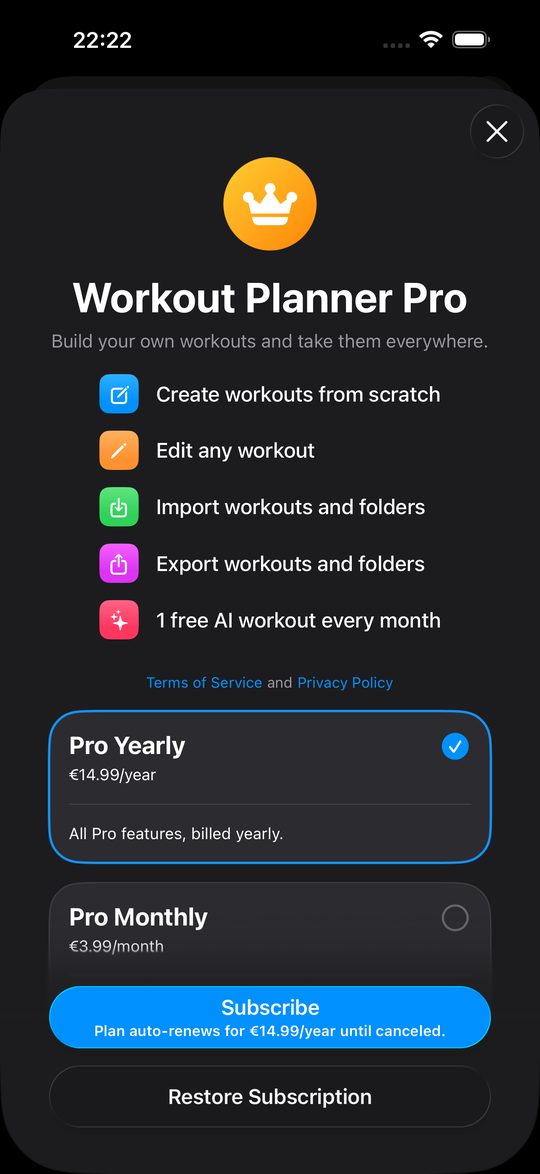 22:22
Workout Planner Pro
Build your own workouts and take them everywhere.
Create workouts from scratch
Edit any workout
Import workouts and folders
Export workouts and folders
1 free AI workout every month
Terms of Service and Privacy Policy
Pro Yearly
€14.99/year
All Pro features, billed yearly.
Pro Monthly
€3.99/month
Subscribe
Plan auto-renews for €14.99/year until canceled.
Restore Subscription